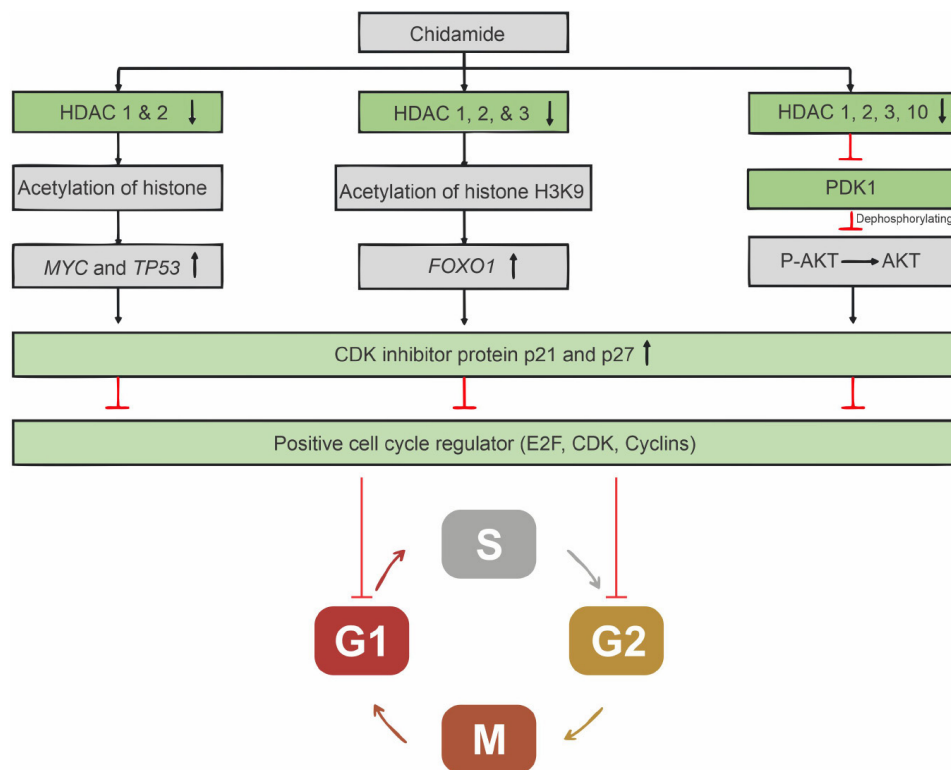 Chidamide
HDAC 1 & 2 ↓
HDAC 1, 2, & 3 ↓
HDAC 1, 2, 3, 10 ↓
Acetylation of histone
Acetylation of histone H3K9
PDK1
Dephosphorylating
MYC and TP53 ↑
FOXO1 ↑
P-AKT → AKT
CDK inhibitor protein p21 and p27 ↑
Positive cell cycle regulator (E2F, CDK, Cyclins)
S
G1
G2
M